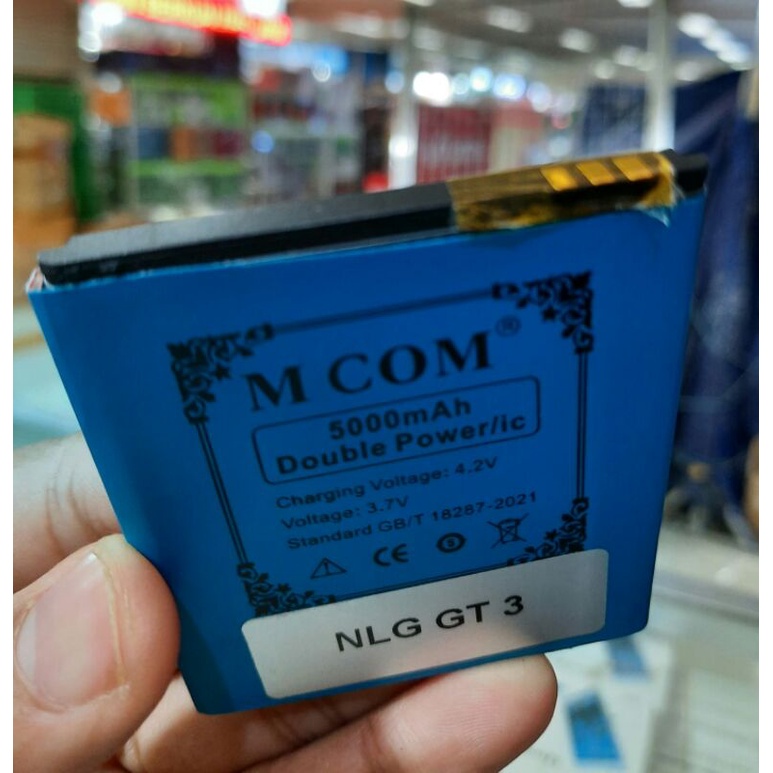 M COM ®
5000mAh
Double Power/ic
Charging Voltage: 4.2V
Voltage: 3.7V
Standard GB/T 18287-2021
CE
NLG GT 3